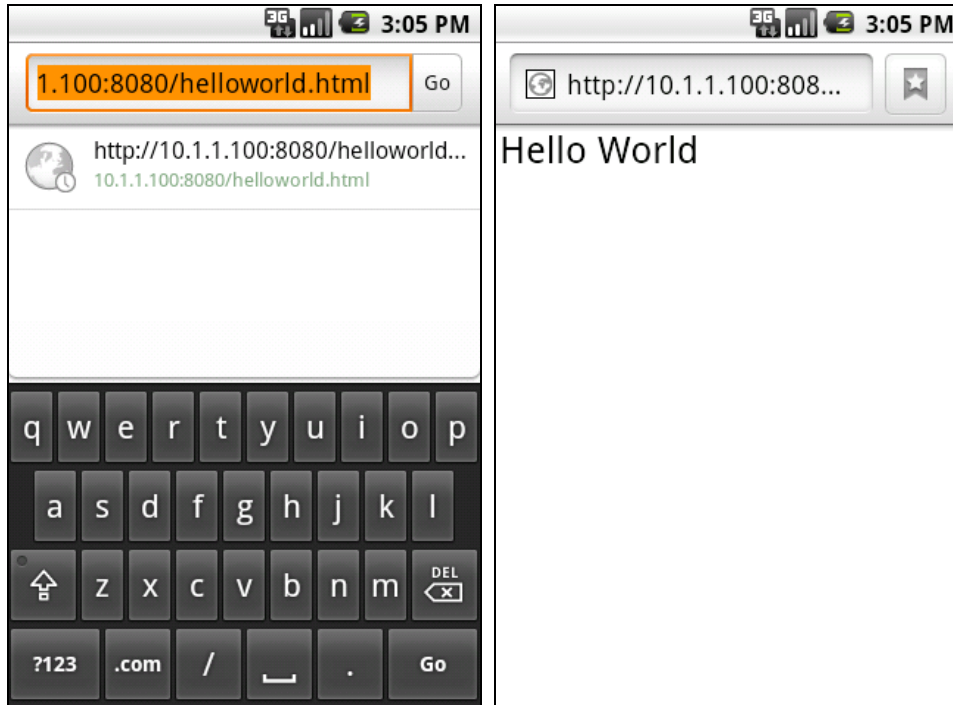 3G 3:05 PM
1.100:8080/helloworld.html Go
http://10.1.1.100:8080/helloworld...
10.1.1.100:8080/helloworld.html
q w e r t y u i o p
a s d f g h j k l
z x c v b n m DEL
?123 .com / . Go
3G 3:05 PM
http://10.1.1.100:808...
Hello World